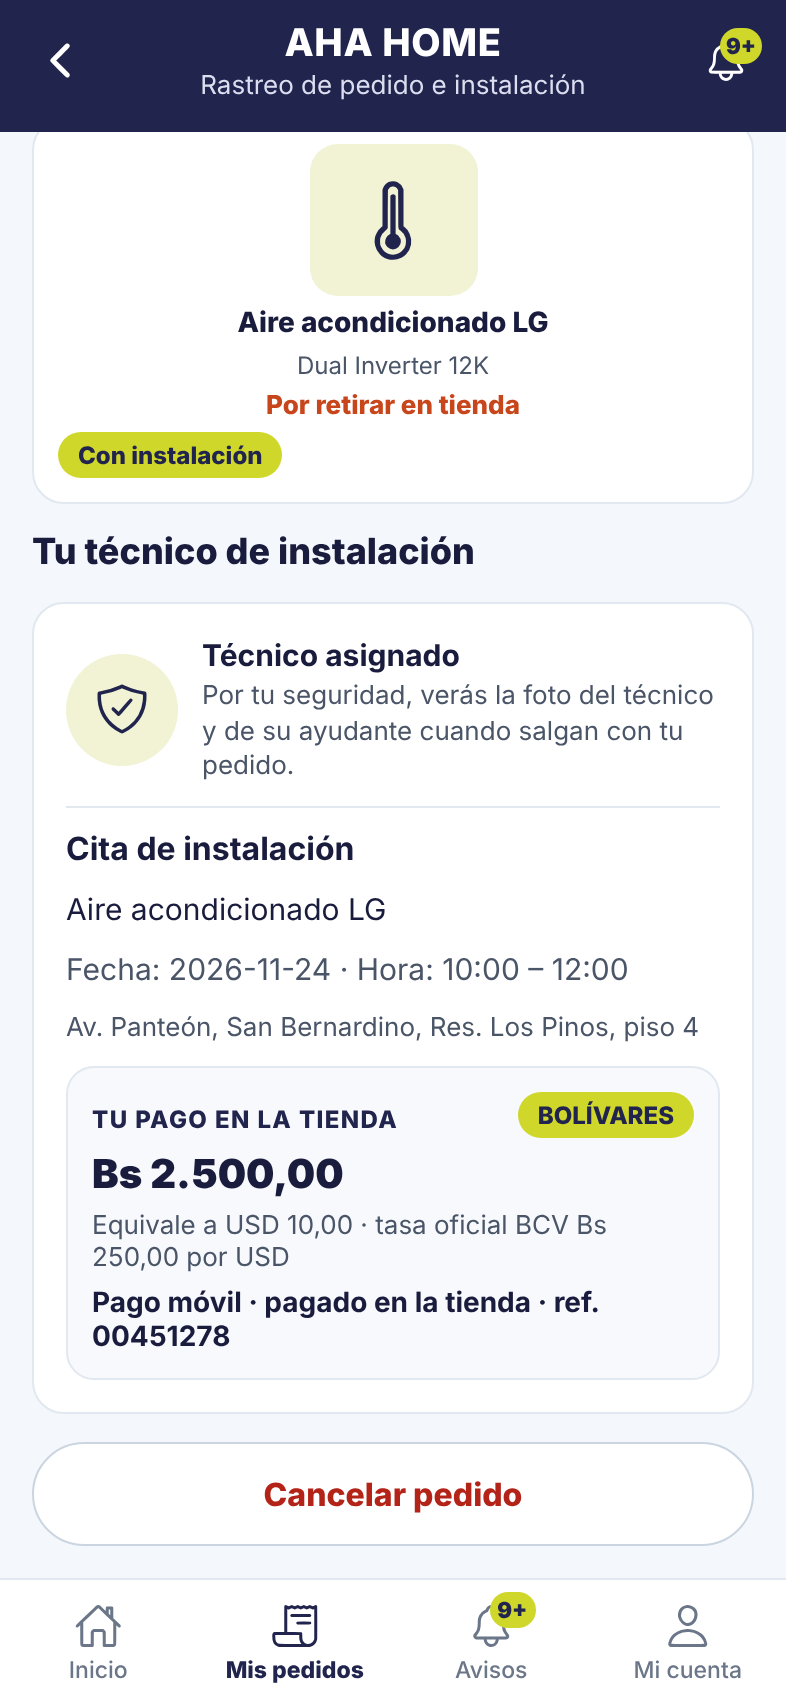 AHA HOME
9+
Rastreo de pedido e instalación
Aire acondicionado LG
Dual Inverter 12K
Por retirar en tienda
Con instalación
Tu técnico de instalación
Técnico asignado
Por tu seguridad, verás la foto del técnico
y de su ayudante cuando salgan con tu
pedido.
Cita de instalación
Aire acondicionado LG
Fecha: 2026-11-24 · Hora: 10:00 – 12:00
Av. Panteón, San Bernardino, Res. Los Pinos, piso 4
TU PAGO EN LA TIENDA
BOLÍVARES
Bs 2.500,00
Equivale a USD 10,00 · tasa oficial BCV Bs
250,00 por USD
Pago móvil · pagado en la tienda · ref.
00451278
Cancelar pedido
9+
Inicio
Mis pedidos
Avisos
Mi cuenta